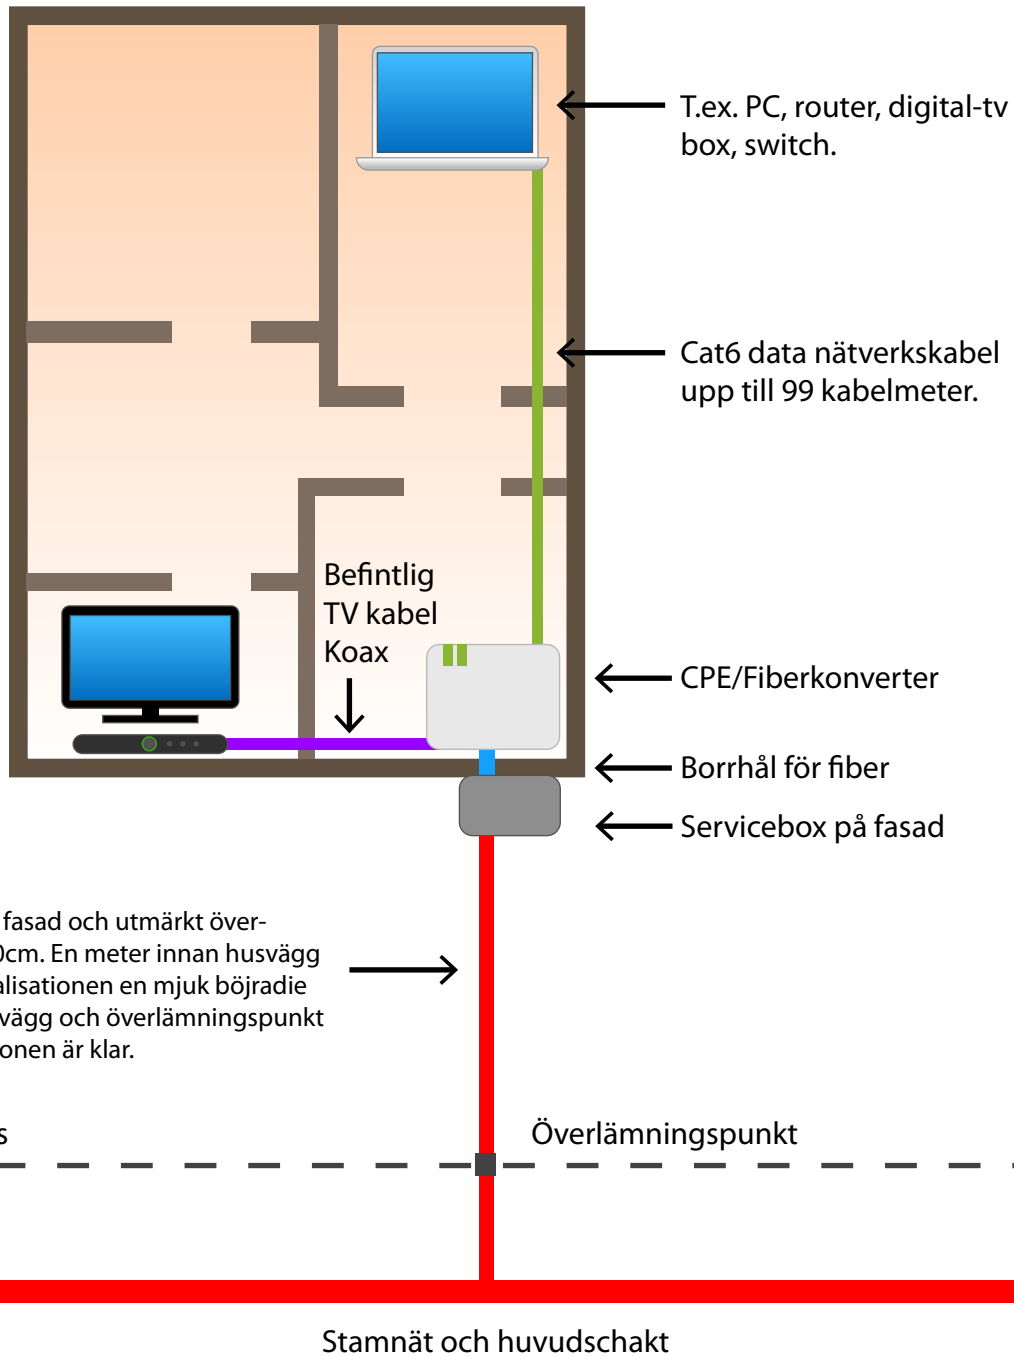 T.ex. PC, router, digital-tv
box, switch.
Cat6 data nätverkskabel
upp till 99 kabelmeter.
Befintlig
TV kabel
Koax
CPE/Fiberkonverter
Borrhål för fiber
Servicebox på fasad
fasad och utmärkt över-
0cm. En meter innan husvägg
alisationen en mjuk böjradie
vägg och överlämningspunkt
onen är klar.
s
Överlämningspunkt
Stamnät och huvudschakt